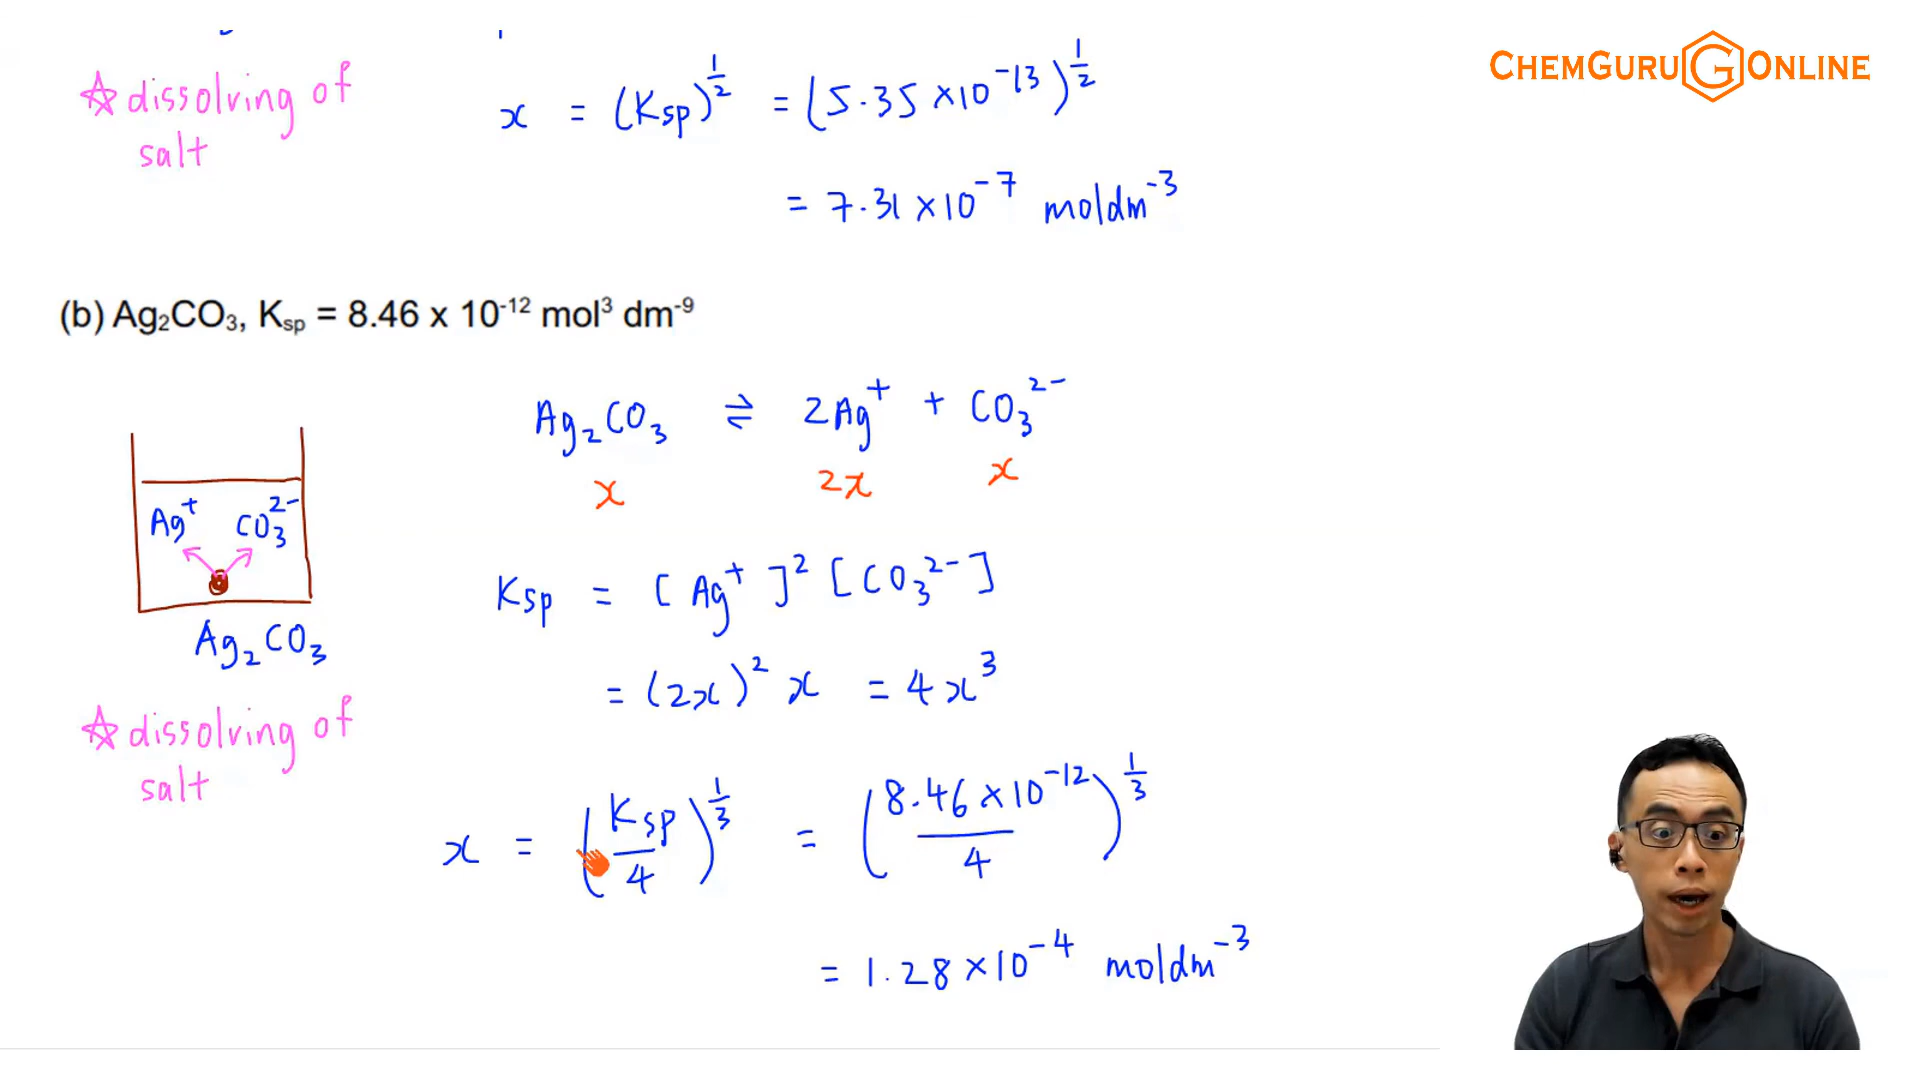 CHEMGURU G ONLINE
☆ dissolving of
salt
x = (Ksp)^½ = (5.35 × 10⁻¹³)^½
= 7.31 × 10⁻⁷ moldm⁻³
(b) Ag₂CO₃, Kₛₚ = 8.46 x 10⁻¹² mol³ dm⁻⁹
Ag₂CO₃ ⇌ 2Ag⁺ + CO₃²⁻
x 2x x
Ag⁺ CO₃²⁻
Ag₂CO₃
Ksp = [Ag⁺]² [CO₃²⁻]
= (2x)² x = 4x³
☆ dissolving of
salt
x = (Ksp/4)^⅓ = (8.46 × 10⁻¹²/4)^⅓
= 1.28 × 10⁻⁴ moldm⁻³